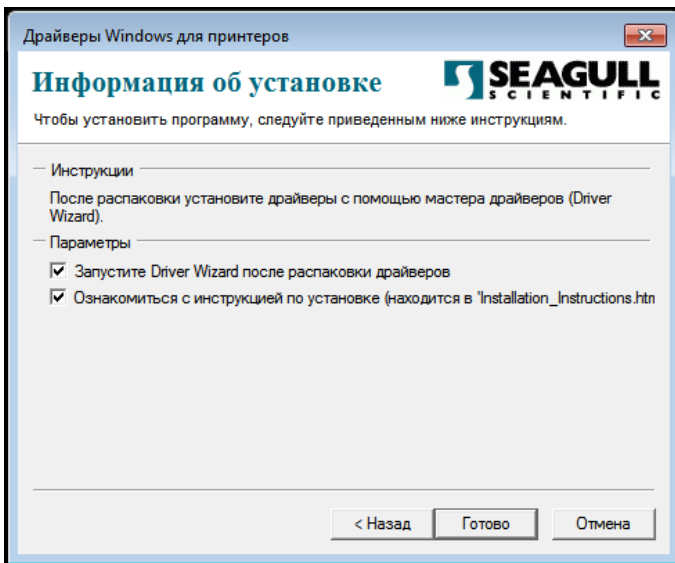 Драйверы Windows для принтеров
Информация об установке
SEAGULL
SCIENTIFIC
Чтобы установить программу, следуйте приведенным ниже инструкциям.
Инструкции
После распаковки установите драйверы с помощью мастера драйверов (Driver
Wizard).
Параметры
Запустите Driver Wizard после распаковки драйверов
Ознакомиться с инструкцией по установке (находится в 'Installation_Instructions.htn
< Назад
Готово
Отмена